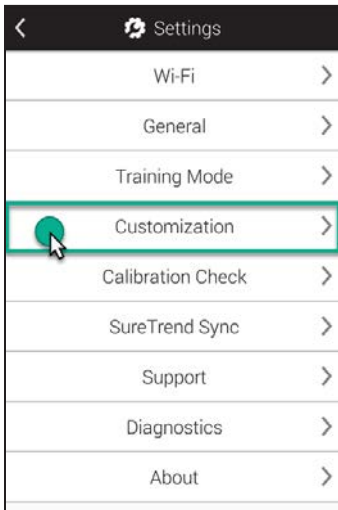 Settings
Wi-Fi
General
Training Mode
Customization
Calibration Check
SureTrend Sync
Support
Diagnostics
About